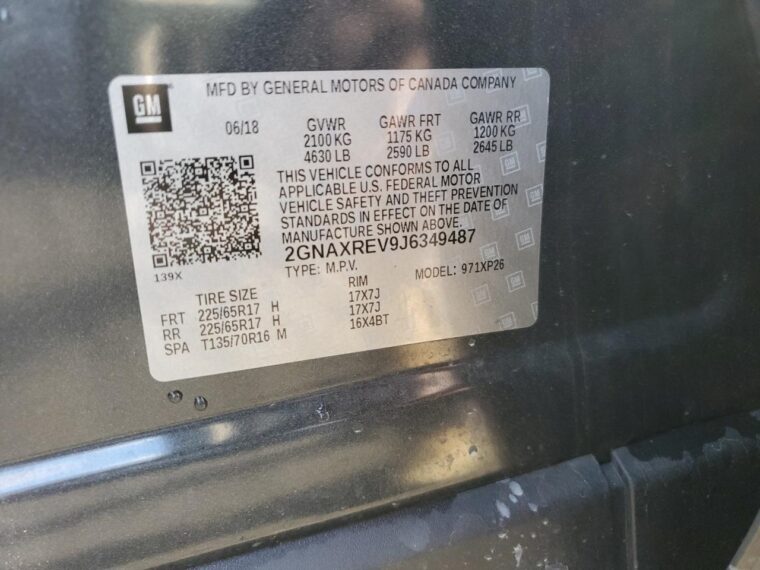 MFD BY GENERAL MOTORS OF CANADA COMPANY
GM
06/18 GVWR GAWR FRT GAWR RR
2100 KG 1175 KG 1200 KG
4630 LB 2590 LB 2645 LB
THIS VEHICLE CONFORMS TO ALL
APPLICABLE U.S. FEDERAL MOTOR
VEHICLE SAFETY AND THEFT PREVENTION
STANDARDS IN EFFECT ON THE DATE OF
MANUFACTURE SHOWN ABOVE.
2GNAXREV9J6349487
139X
TYPE: M.P.V. MODEL: 971XP26
TIRE SIZE RIM
FRT 225/65R17 H 17X7J
RR 225/65R17 H 17X7J
SPA T135/70R16 M 16X4BT